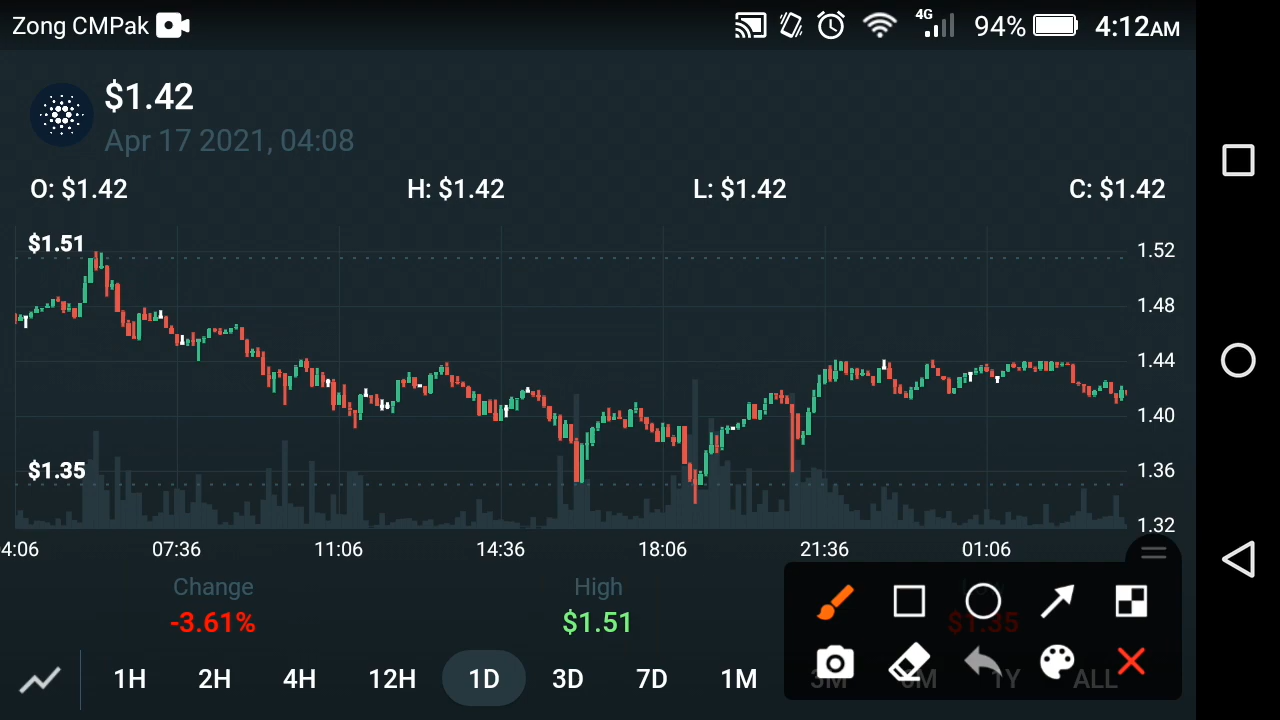 Zong CMPak
4G
94%
4:12AM
$1.42
Apr 17 2021, 04:08
O: $1.42 H: $1.42 L: $1.42 C: $1.42
$1.51
1.52
1.48
1.44
1.40
$1.35
1.36
1.32
4:06 07:36 11:06 14:36 18:06 21:36 01:06
Change High
-3.61% $1.51 $1.35
1H 2H 4H 12H 1D 3D 7D 1M 3M 6M 1Y ALL